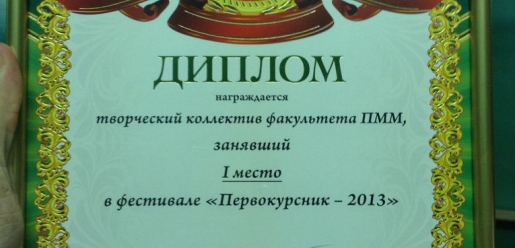 ДИПЛОМ
награждается
творческий коллектив факультета ПММ,
занявший
I место
в фестивале «Первокурсник – 2013»